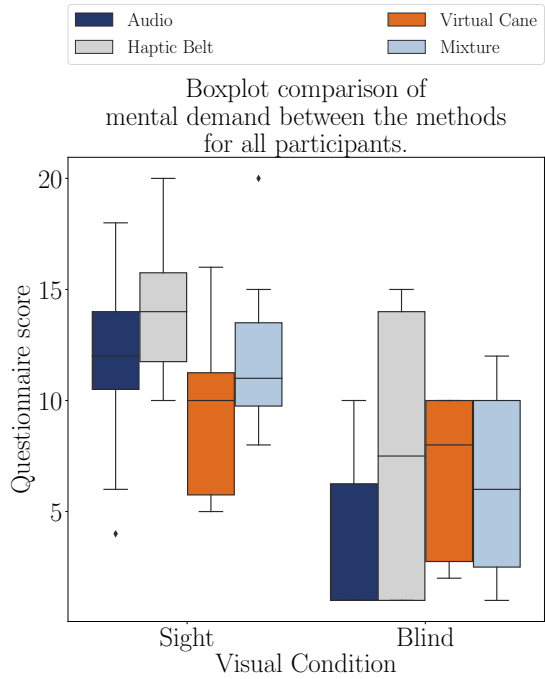 Audio
Haptic Belt
Virtual Cane
Mixture
Boxplot comparison of
mental demand between the methods
for all participants.
Questionnaire score
20
15
10
5
Sight
Blind
Visual Condition